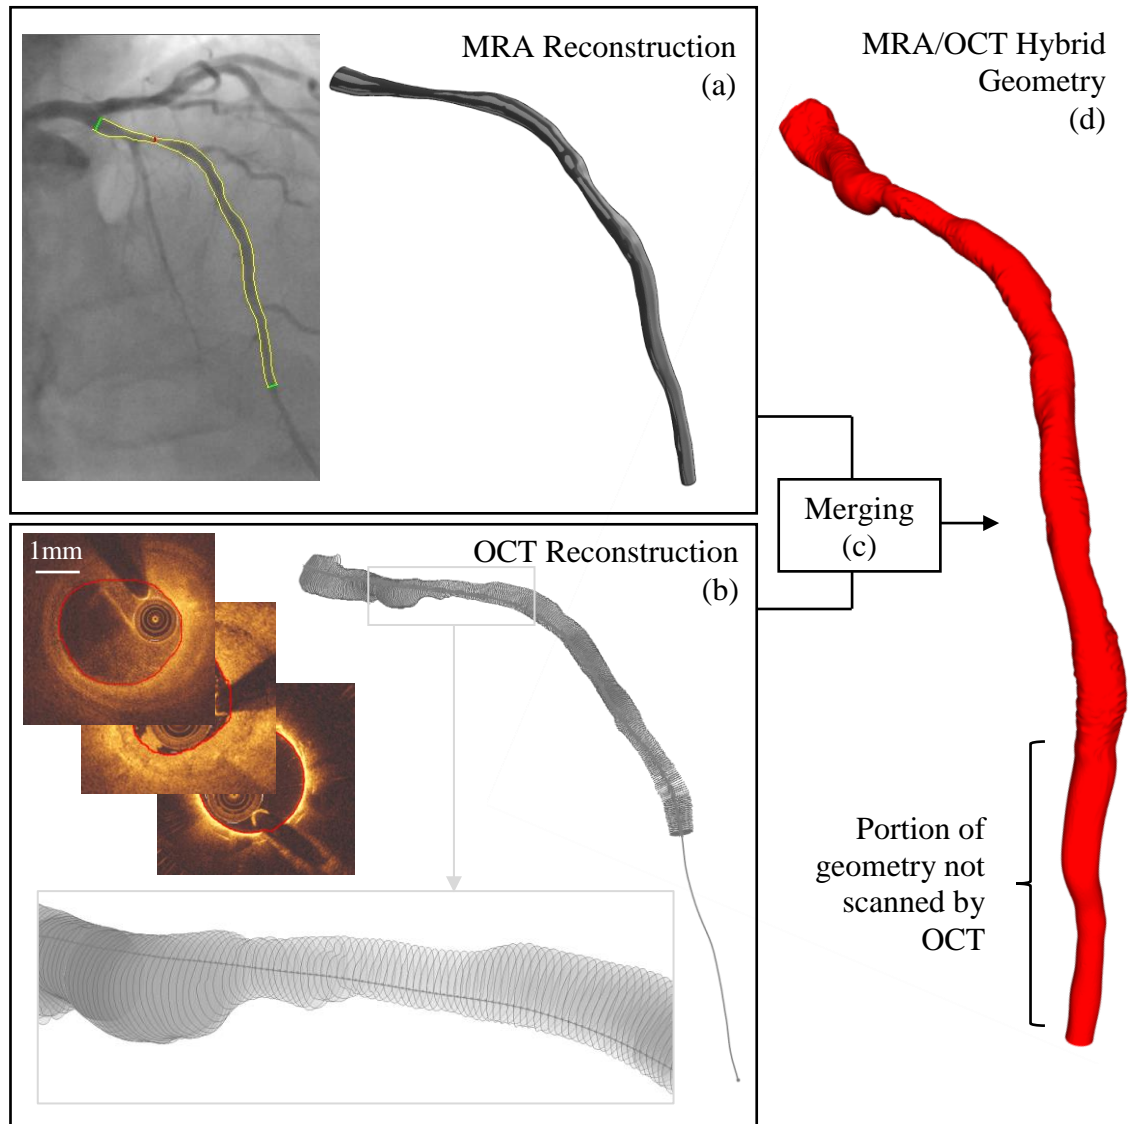 MRA Reconstruction
(a)
MRA/OCT Hybrid
Geometry
(d)
Merging
(c)
1mm
OCT Reconstruction
(b)
Portion of
geometry not
scanned by
OCT